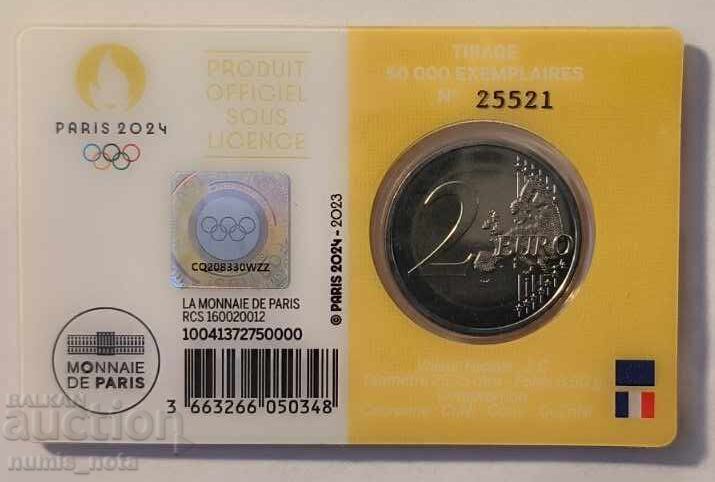 PARIS 2024
PRODUIT
OFFICIEL
SOUS
LICENCE
CQ208330WZZ
LA MONNAIE DE PARIS
RCS 160020012
10041372750000
3 663266 050348
MONNAIE
DE PARIS
© PARIS 2024 - 2023
TIRAGE
50 000 EXEMPLAIRES
N° 25521
2 EURO
БАЛКАН
auction
numis_nota